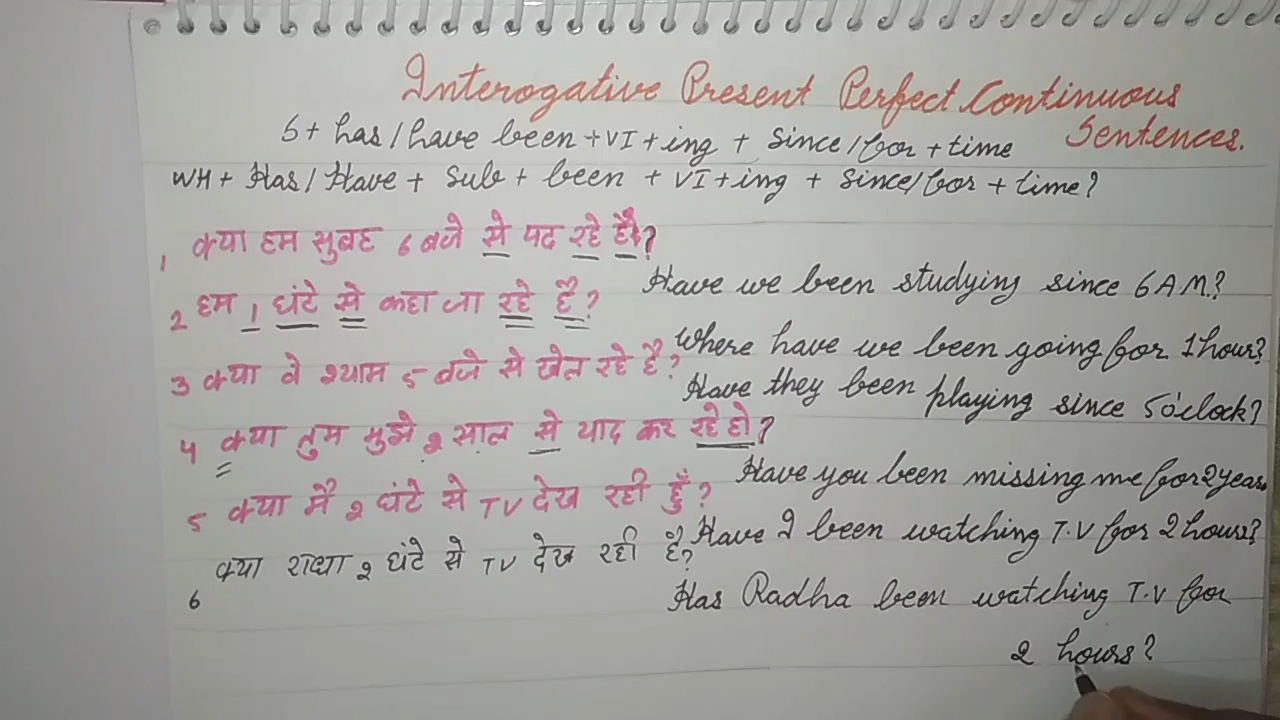 Interogative Present Perfect Continuous
Sentences.
S + has/have been + VI + ing + since/for + time
WH + Has/Have + Sub + been + VI + ing + since/for + time?
1 क्या हम सुबह 6 बजे से पढ रहे हैं?
Have we been studying since 6 A.M.?
2 हम 1 घंटे से कहा जा रहे है?
Where have we been going for 1 hour?
3 क्या वे श्याम 5 बजे से खेल रहे है?
Have they been playing since 5 o'clock?
4 क्या तुम मुझे 2 साल से याद कर रहे हो?
Have you been missing me for 2 years
5 क्या मै 2 घंटे से TV देख रही हूँ?
Have I been watching T.V for 2 hours?
6 क्या राधा 2 घंटे से TV देख रही है?
Has Radha been watching T.V for
2 hours?